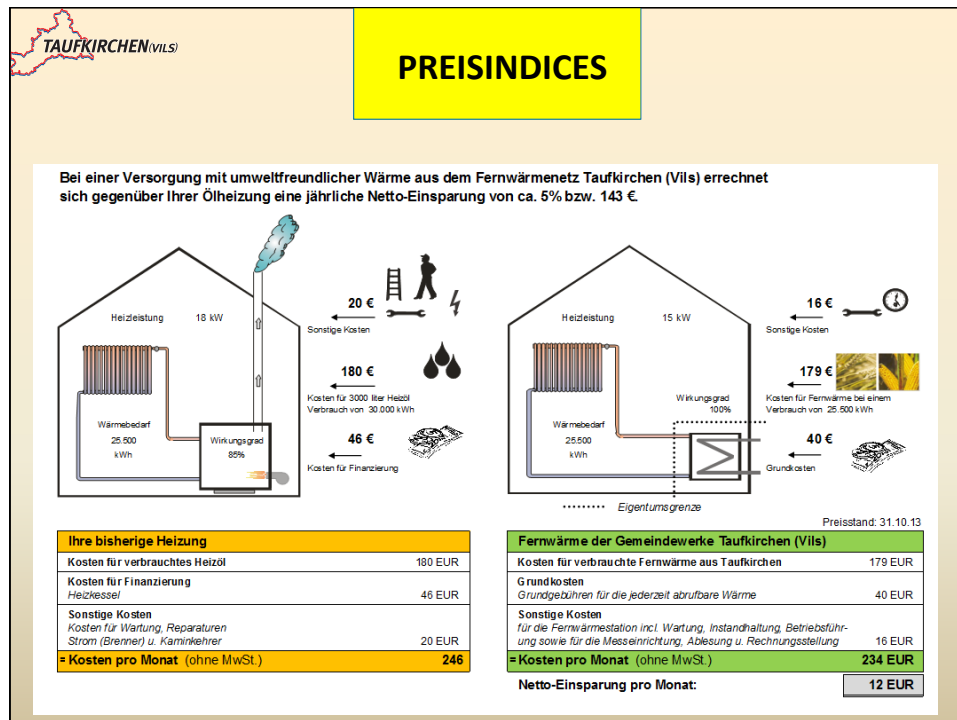 TAUFKIRCHEN(VILS)
PREISINDICES
Bei einer Versorgung mit umweltfreundlicher Wärme aus dem Fernwärmenetz Taufkirchen (Vils) errechnet
sich gegenüber Ihrer Ölheizung eine jährliche Netto-Einsparung von ca. 5% bzw. 143 €.
Heizleistung 18 kW
20 €
Sonstige Kosten
180 €
Kosten für 3000 liter Heizöl
Verbrauch von 30.000 kWh
Wärmebedarf
25.500
kWh
Wirkungsgrad
85%
46 €
Kosten für Finanzierung
Heizleistung 15 kW
16 €
Sonstige Kosten
179 €
Kosten für Fernwärme bei einem
Verbrauch von 25.500 kWh
Wirkungsgrad
100%
Wärmebedarf
25.500
kWh
40 €
Grundkosten
Eigentumsgrenze
Preisstand: 31.10.13
Ihre bisherige Heizung
Kosten für verbrauchtes Heizöl 180 EUR
Kosten für Finanzierung
Heizkessel 46 EUR
Sonstige Kosten
Kosten für Wartung, Reparaturen
Strom (Brenner) u. Kaminkehrer 20 EUR
= Kosten pro Monat (ohne MwSt.) 246
Fernwärme der Gemeindewerke Taufkirchen (Vils)
Kosten für verbrauchte Fernwärme aus Taufkirchen 179 EUR
Grundkosten
Grundgebühren für die jederzeit abrufbare Wärme 40 EUR
Sonstige Kosten
für die Fernwärmestation incl. Wartung, Instandhaltung, Betriebsfüh-
ung sowie für die Messeinrichtung, Ablesung u. Rechnungsstellung 16 EUR
= Kosten pro Monat (ohne MwSt.) 234 EUR
Netto-Einsparung pro Monat: 12 EUR